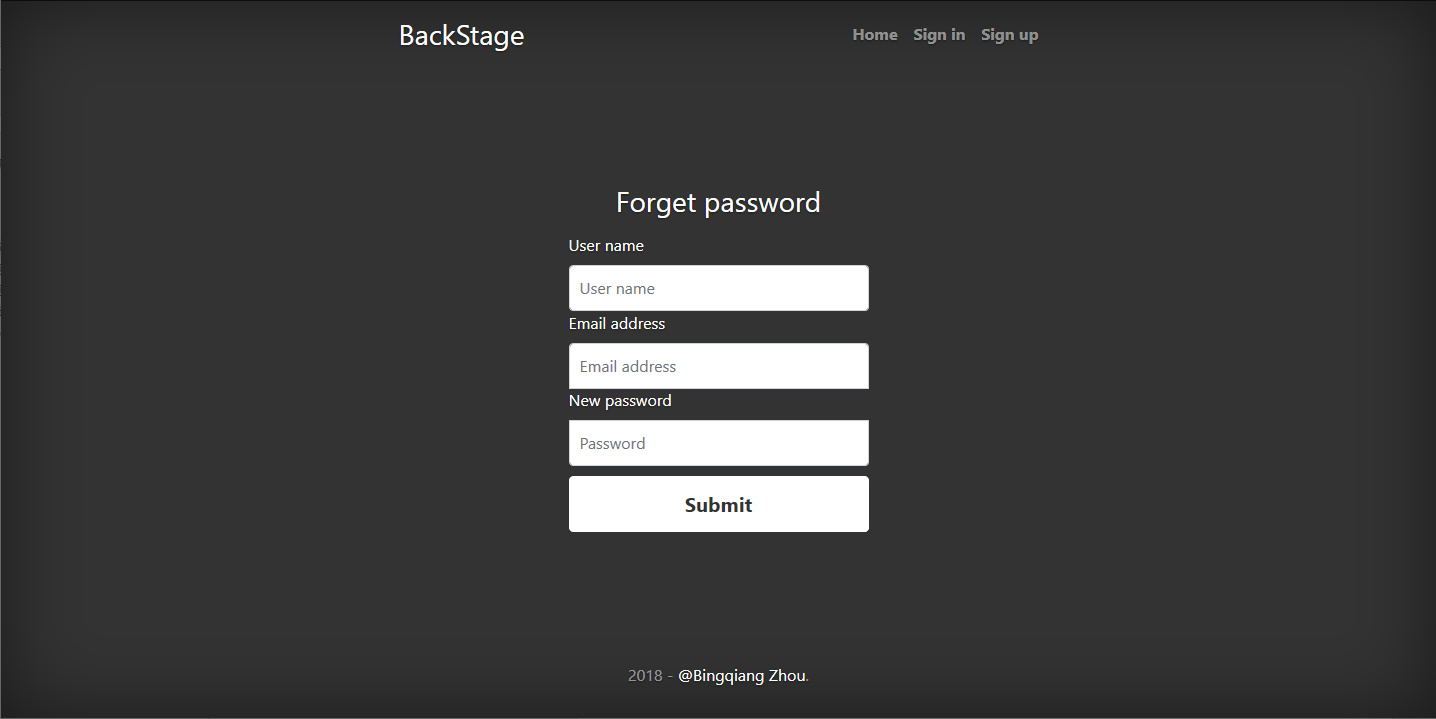 BackStage
Home Sign in Sign up
Forget password
User name
User name
Email address
Email address
New password
Password
Submit
2018 - @Bingqiang Zhou.